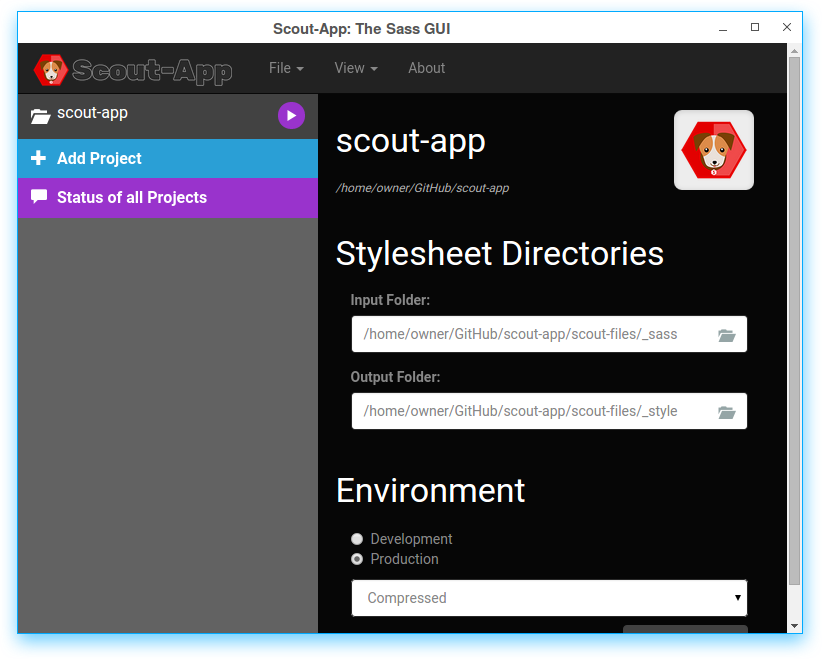 Scout-App: The Sass GUI
Scout-App File View About
scout-app
Add Project
Status of all Projects
scout-app
/home/owner/GitHub/scout-app
Stylesheet Directories
Input Folder:
/home/owner/GitHub/scout-app/scout-files/_sass
Output Folder:
/home/owner/GitHub/scout-app/scout-files/_style
Environment
Development
Production
Compressed